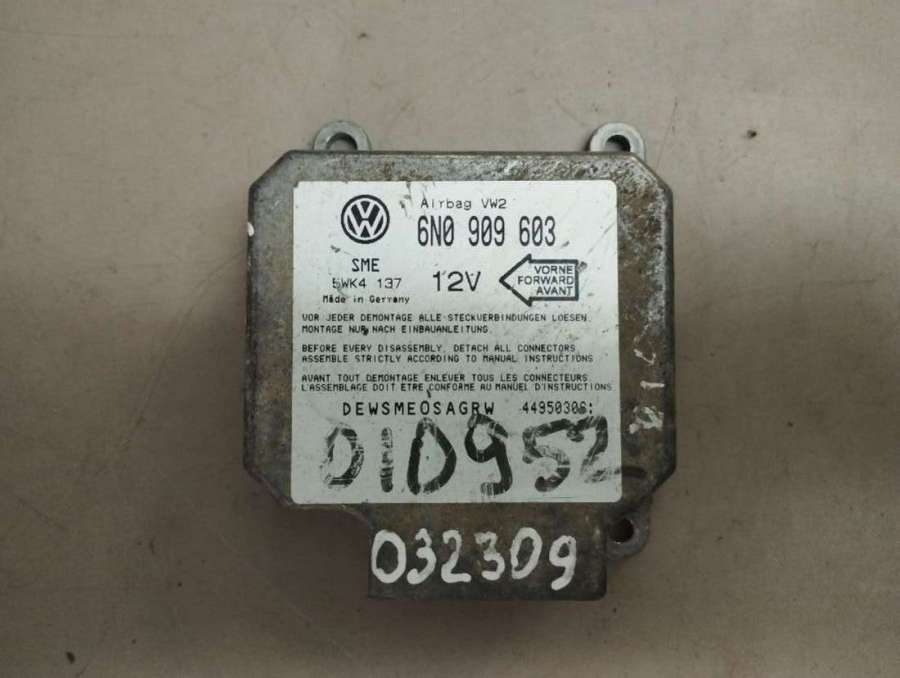 Airbag VW2
6N0 909 603
SME
5WK4 137
12V
VORNE
FORWARD
AVANT
Made in Germany
VOR JEDER DEMONTAGE ALLE STECKVERBINDUNGEN LOESEN
MONTAGE NUR NACH EINBAUANLEITUNG.
BEFORE EVERY DISASSEMBLY, DETACH ALL CONNECTORS
ASSEMBLE STRICTLY ACCORDING TO MANUAL INSTRUCTIONS
AVANT TOUT DEMONTAGE ENLEVER TOUS LES CONNECTEURS
L'ASSEMBLAGE DOIT ETRE CONFORME AU MANUEL D'INSTRUCTIONS
DEWSMEOSAGRW
D10952
032309